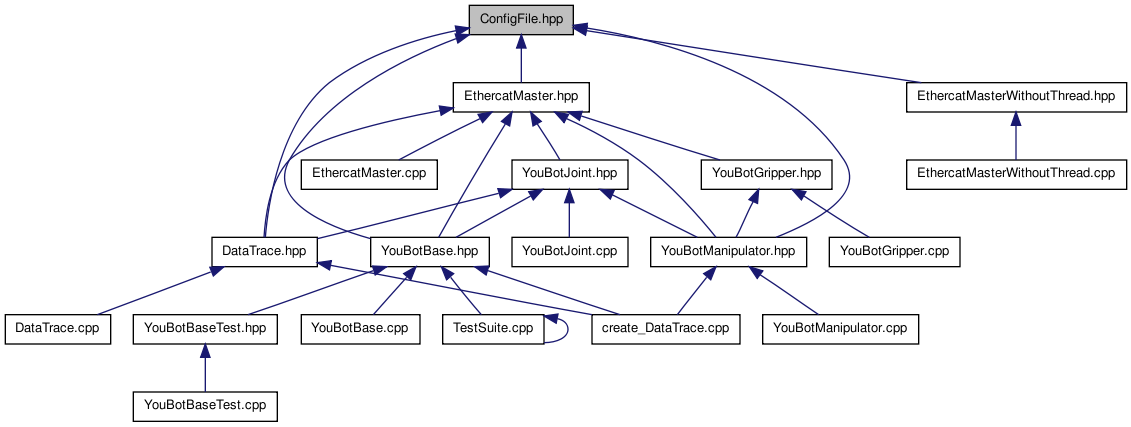 ConfigFile.hpp
EthercatMaster.hpp
EthercatMasterWithoutThread.hpp
EthercatMaster.cpp
YouBotJoint.hpp
YouBotGripper.hpp
EthercatMasterWithoutThread.cpp
DataTrace.hpp
YouBotBase.hpp
YouBotJoint.cpp
YouBotManipulator.hpp
YouBotGripper.cpp
DataTrace.cpp
YouBotBaseTest.hpp
YouBotBase.cpp
TestSuite.cpp
create_DataTrace.cpp
YouBotManipulator.cpp
YouBotBaseTest.cpp